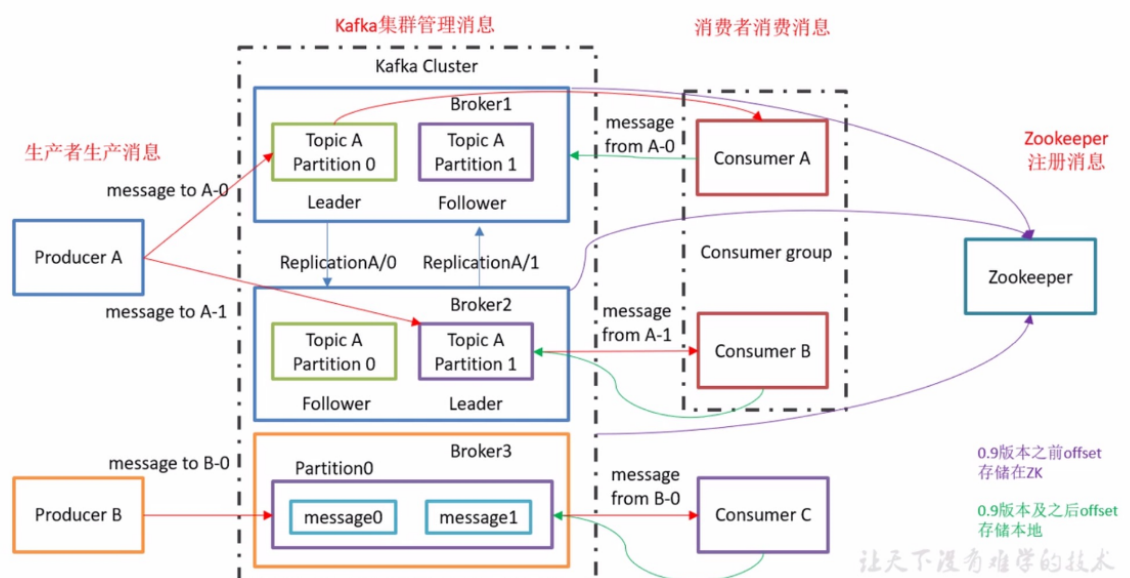 Kafka集群管理消息
消费者消费消息
Kafka Cluster
Broker1
Topic A
Partition 0
Topic A
Partition 1
Leader
Follower
message
from A-0
Consumer A
Zookeeper
注册消息
生产者生产消息
message to A-0
Producer A
message to A-1
ReplicationA/0
ReplicationA/1
Consumer group
Zookeeper
Broker2
Topic A
Partition 0
Topic A
Partition 1
Follower
Leader
message
from A-1
Consumer B
message to B-0
Producer B
Broker3
Partition0
message0
message1
message
from B-0
Consumer C
0.9版本之前offset
存储在ZK
0.9版本及之后offset
存储本地
让天下没有难学的技术